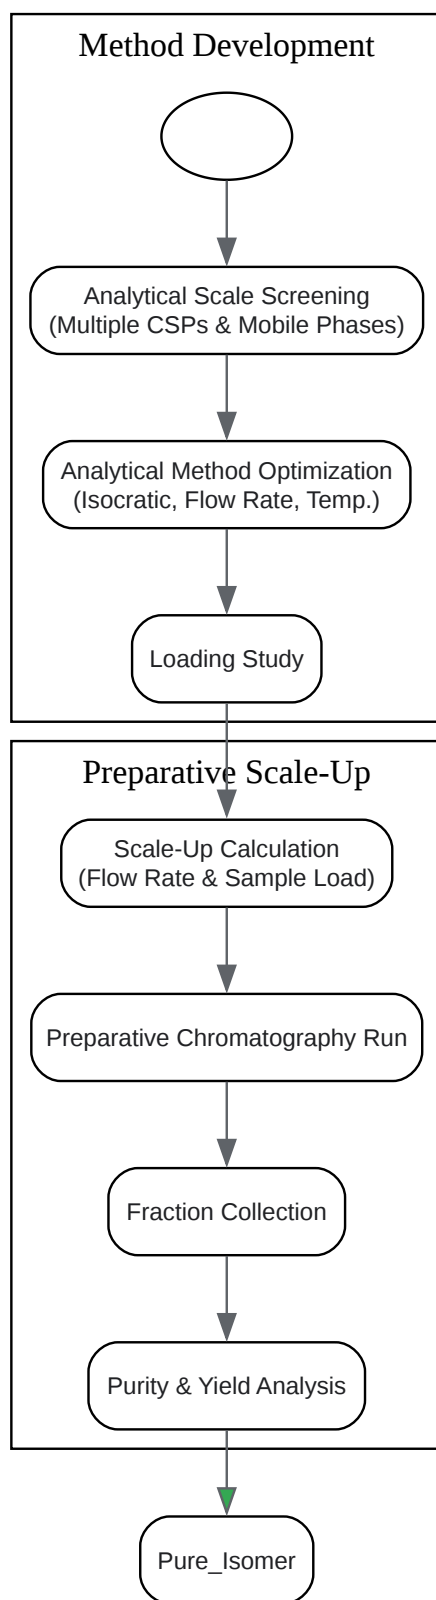 Method Development
Analytical Scale Screening
(Multiple CSPs & Mobile Phases)
Analytical Method Optimization
(Isocratic, Flow Rate, Temp.)
Loading Study
Preparative Scale-Up
Scale-Up Calculation
(Flow Rate & Sample Load)
Preparative Chromatography Run
Fraction Collection
Purity & Yield Analysis
Pure_Isomer